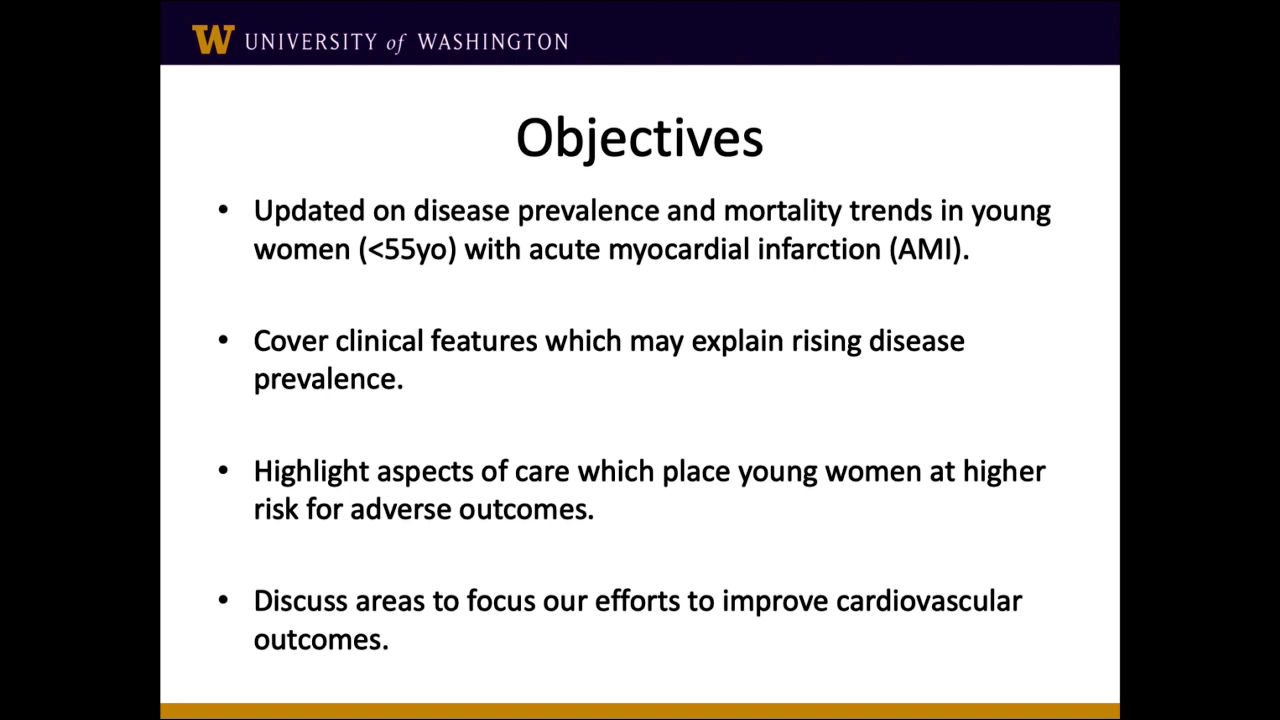 W UNIVERSITY of WASHINGTON
Objectives
• Updated on disease prevalence and mortality trends in young
women (<55yo) with acute myocardial infarction (AMI).
• Cover clinical features which may explain rising disease
prevalence.
• Highlight aspects of care which place young women at higher
risk for adverse outcomes.
• Discuss areas to focus our efforts to improve cardiovascular
outcomes.